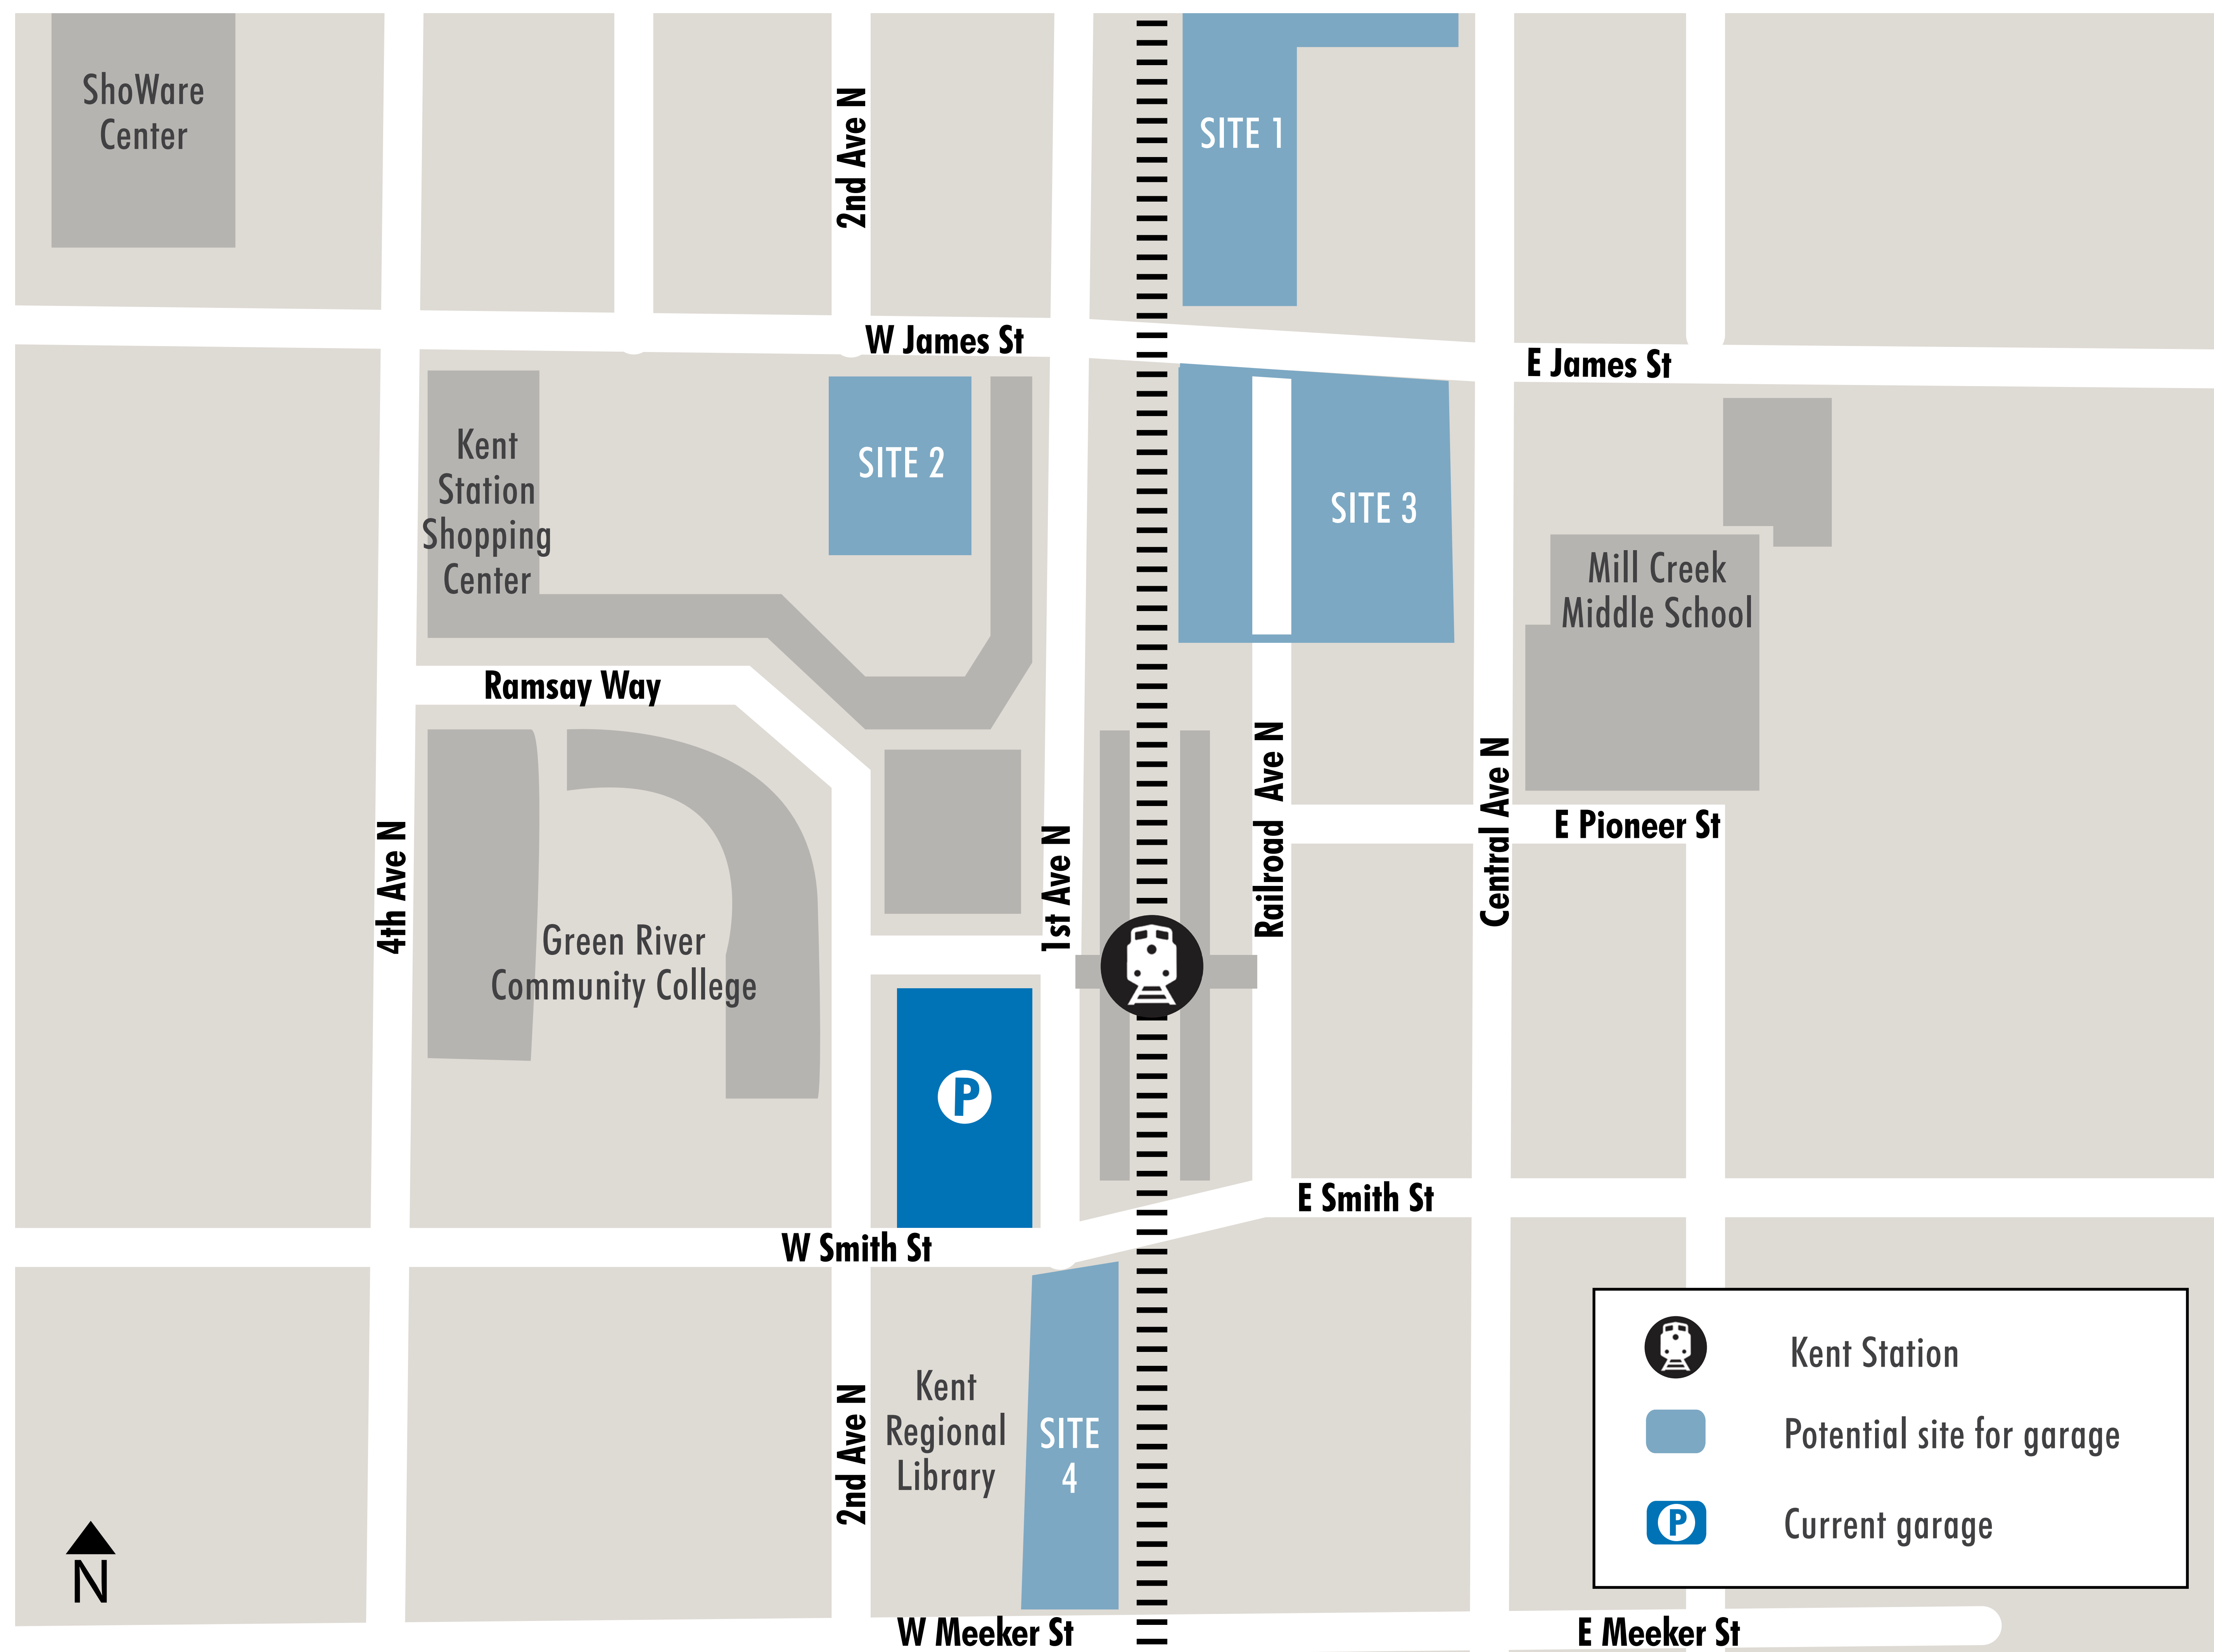 ShoWare
Center
2nd Ave N
SITE 1
W James St
E James St
Kent
Station
Shopping
Center
SITE 2
SITE 3
Mill Creek
Middle School
Ramsay Way
4th Ave N
1st Ave N
Railroad Ave N
Central Ave N
E Pioneer St
Green River
Community College
P
E Smith St
W Smith St
2nd Ave N
Kent
Regional
Library
SITE
4
Kent Station
Potential site for garage
P
Current garage
N
W Meeker St
E Meeker St